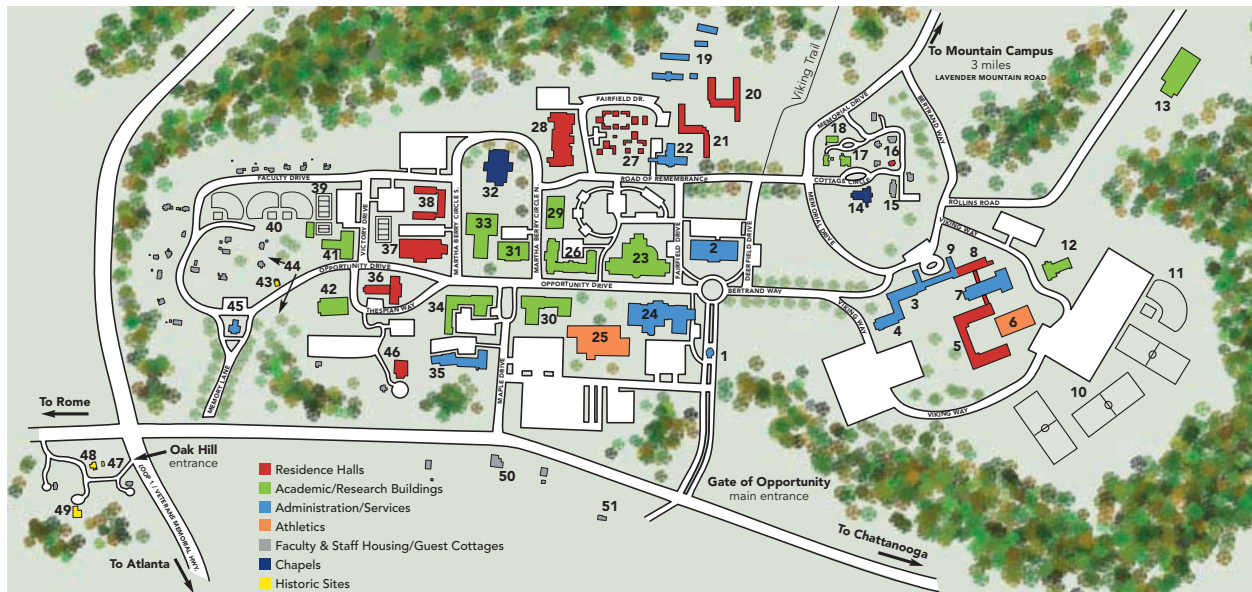 To Mountain Campus
3 miles
LAVENDER MOUNTAIN ROAD
19
Viking Trail
13
20
FAIRFIELD DR.
MEMORIAL DRIVE
BERTRAND WAY
28
21
18
27
22
17
16
32
ROAD OF REMEMBRANCE
COTTAGE CIRCLE
FACULTY DRIVE
39
38
MARTHA BERRY CIRCLE S.
MARTHA BERRY CIRCLE N.
14
15
ROLLINS ROAD
40
VICTORY DRIVE
33
29
MEMORIAL DRIVE
VIKING WAY
41
37
31
26
23
FAIRFIELD DRIVE
2
DEERFIELD DRIVE
9
8
12
11
44
43
OPPORTUNITY DRIVE
36
OPPORTUNITY DRIVE
BERTRAND WAY
7
3
45
42
THESPIAN WAY
34
30
24
VIKING WAY
4
6
25
5
1
46
35
MEMORY LANE
MAPLE DRIVE
10
VIKING WAY
To Rome
Oak Hill
entrance
48
47
LOOP 1 / VETERANS MEMORIAL HWY.
49
50
51
Gate of Opportunity
main entrance
To Chattanooga
To Atlanta
Residence Halls
Academic/Research Buildings
Administration/Services
Athletics
Faculty & Staff Housing/Guest Cottages
Chapels
Historic Sites